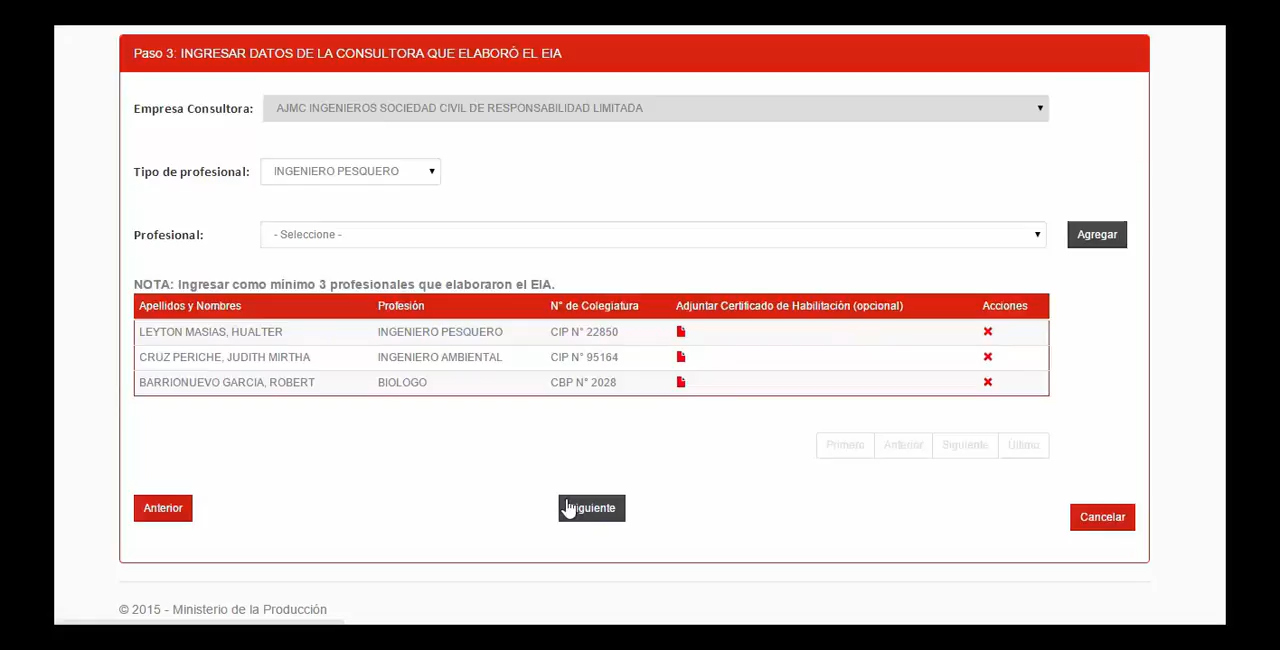 Paso 3: INGRESAR DATOS DE LA CONSULTORA QUE ELABORÓ EL EIA
Empresa Consultora: AJMC INGENIEROS SOCIEDAD CIVIL DE RESPONSABILIDAD LIMITADA
Tipo de profesional: INGENIERO PESQUERO
Profesional: - Seleccione - Agregar
NOTA: Ingresar como mínimo 3 profesionales que elaboraron el EIA.
Apellidos y Nombres Profesión N° de Colegiatura Adjuntar Certificado de Habilitación (opcional) Acciones
LEYTON MASIAS, HUALTER INGENIERO PESQUERO CIP N° 22850
CRUZ PERICHE, JUDITH MIRTHA INGENIERO AMBIENTAL CIP N° 95164
BARRIONUEVO GARCIA, ROBERT BIOLOGO CBP N° 2028
Primero Anterior Siguiente Último
Anterior Siguiente Cancelar
© 2015 - Ministerio de la Producción